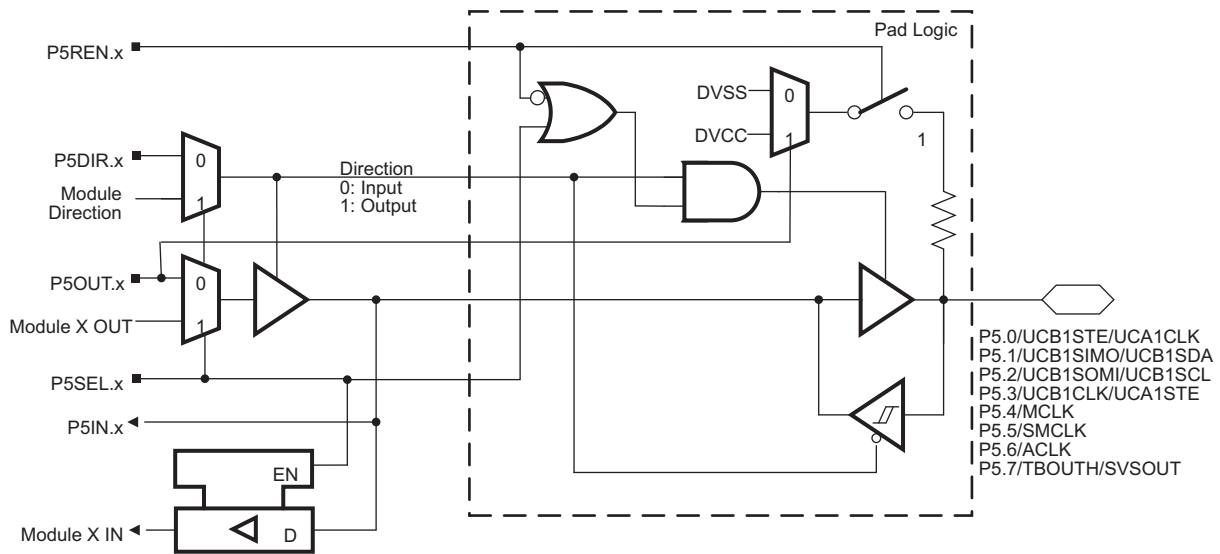 Pad Logic
P5REN.x
DVSS
0
DVCC
1
1
P5DIR.x
0
Module
Direction
1
Direction
0: Input
1: Output
P5OUT.x
0
Module X OUT
1
P5SEL.x
P5IN.x
EN
Module X IN
D
P5.0/UCB1STE/UCA1CLK
P5.1/UCB1SIMO/UCB1SDA
P5.2/UCB1SOMI/UCB1SCL
P5.3/UCB1CLK/UCA1STE
P5.4/MCLK
P5.5/SMCLK
P5.6/ACLK
P5.7/TBOUTH/SVSOUT